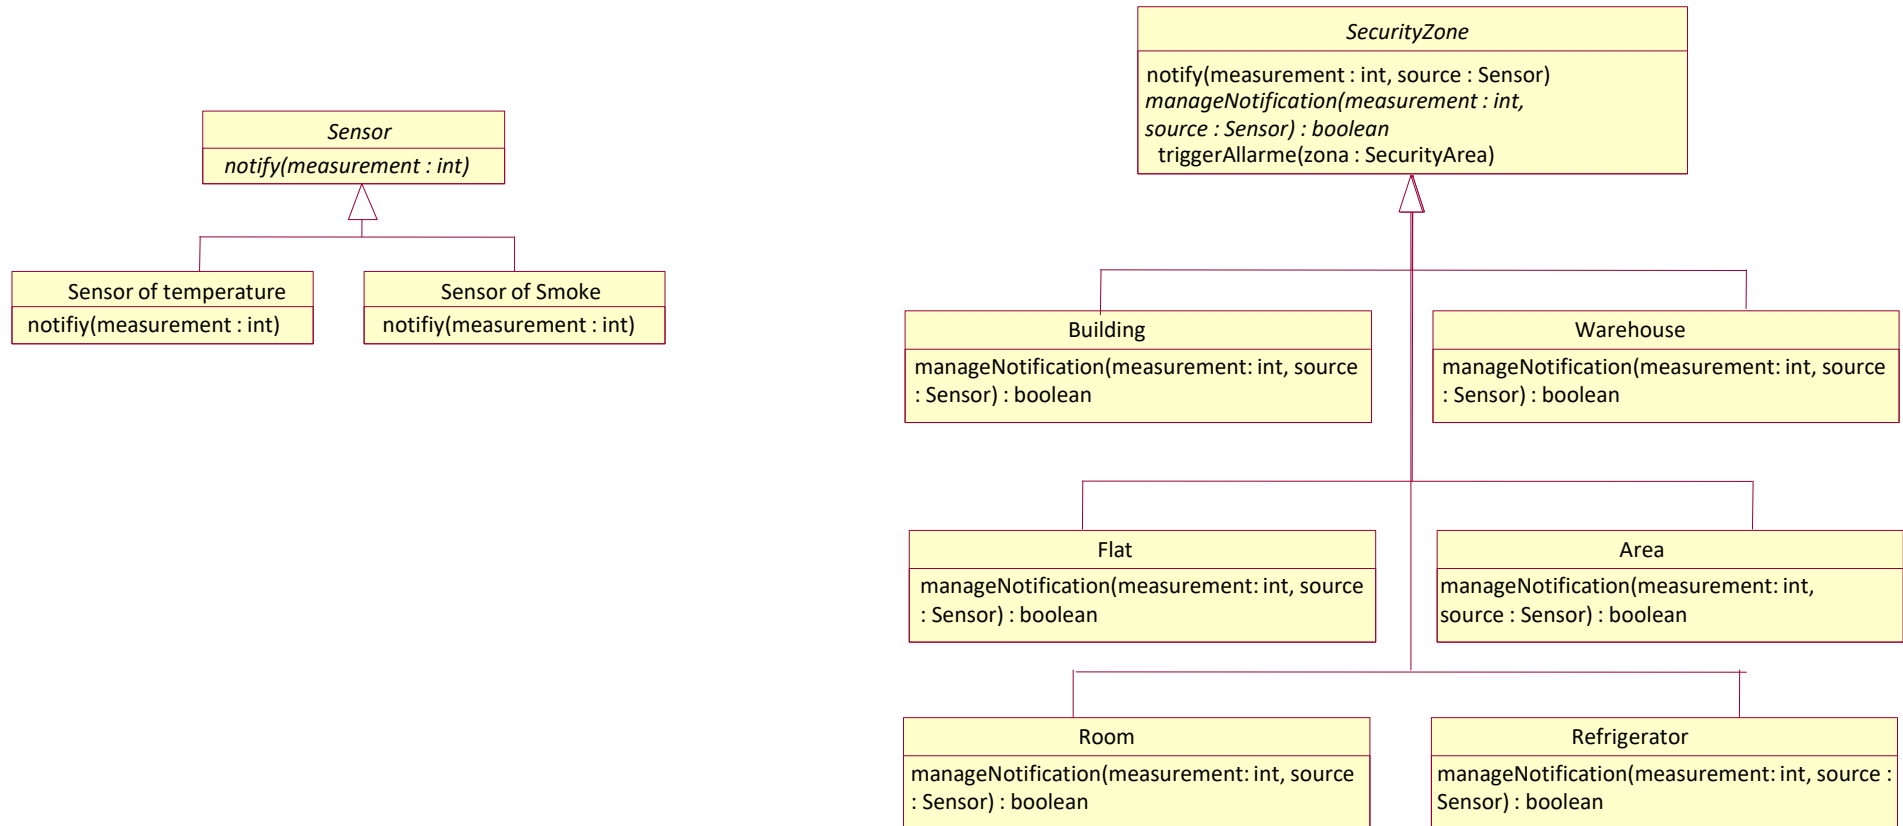 Sensor
notify(measurement : int)
Sensor of temperature
notifiy(measurement : int)
Sensor of Smoke
notifiy(measurement : int)
SecurityZone
notify(measurement : int, source : Sensor)
manageNotification(measurement : int,
source : Sensor) : boolean
triggerAllarme(zona : SecurityArea)
Building
manageNotification(measurement: int, source
: Sensor) : boolean
Warehouse
manageNotification(measurement: int, source
: Sensor) : boolean
Flat
manageNotification(measurement: int, source
: Sensor) : boolean
Area
manageNotification(measurement: int,
source : Sensor) : boolean
Room
manageNotification(measurement: int, source
: Sensor) : boolean
Refrigerator
manageNotification(measurement: int, source :
Sensor) : boolean